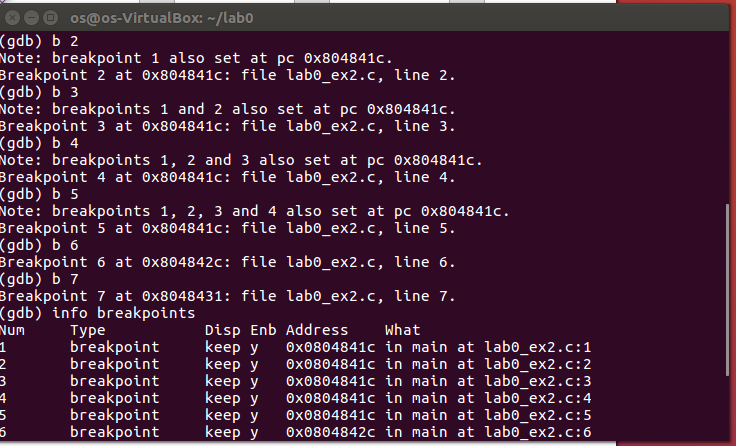 os@os-VirtualBox: ~/lab0
(gdb) b 2
Note: breakpoint 1 also set at pc 0x804841c.
Breakpoint 2 at 0x804841c: file lab0_ex2.c, line 2.
(gdb) b 3
Note: breakpoints 1 and 2 also set at pc 0x804841c.
Breakpoint 3 at 0x804841c: file lab0_ex2.c, line 3.
(gdb) b 4
Note: breakpoints 1, 2 and 3 also set at pc 0x804841c.
Breakpoint 4 at 0x804841c: file lab0_ex2.c, line 4.
(gdb) b 5
Note: breakpoints 1, 2, 3 and 4 also set at pc 0x804841c.
Breakpoint 5 at 0x804841c: file lab0_ex2.c, line 5.
(gdb) b 6
Breakpoint 6 at 0x804842c: file lab0_ex2.c, line 6.
(gdb) b 7
Breakpoint 7 at 0x8048431: file lab0_ex2.c, line 7.
(gdb) info breakpoints
Num     Type           Disp Enb Address    What
1       breakpoint     keep y   0x0804841c in main at lab0_ex2.c:1
2       breakpoint     keep y   0x0804841c in main at lab0_ex2.c:2
3       breakpoint     keep y   0x0804841c in main at lab0_ex2.c:3
4       breakpoint     keep y   0x0804841c in main at lab0_ex2.c:4
5       breakpoint     keep y   0x0804841c in main at lab0_ex2.c:5
6       breakpoint     keep y   0x0804842c in main at lab0_ex2.c:6